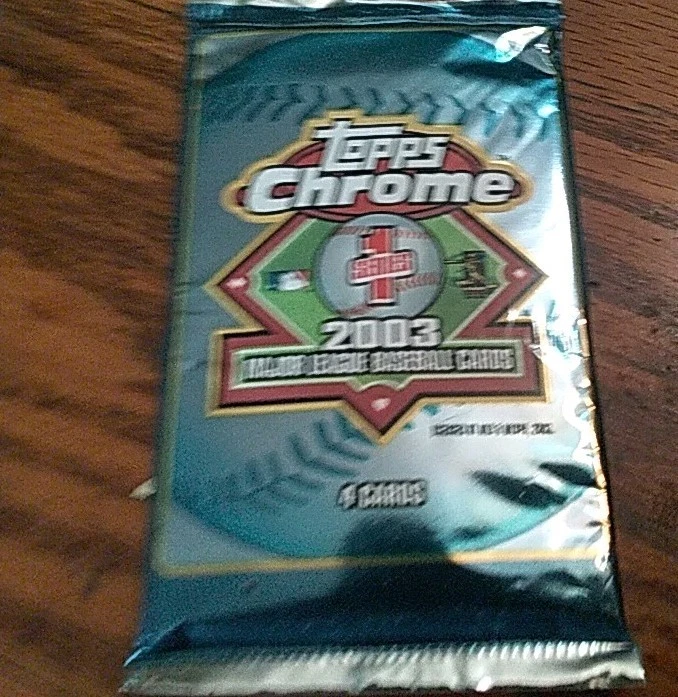 Topps
Chrome
1
SERIES
2003
MAJOR LEAGUE BASEBALL CARDS
4 CARDS